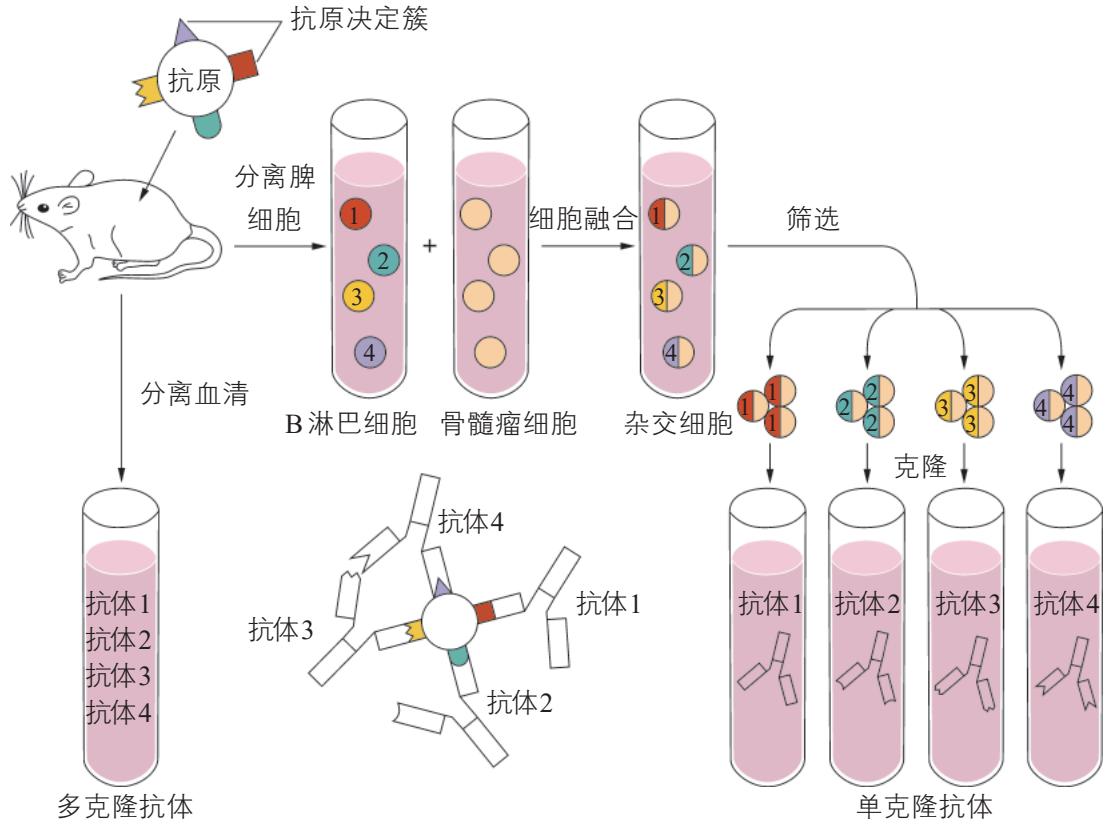 抗原决定簇
抗原
分离脾
细胞
1
2
3
4
+
细胞融合
1
2
3
4
筛选
B 淋巴细胞
骨髓瘤细胞
杂交细胞
1
1
1
2
2
2
3
3
3
4
4
4
克隆
分离血清
抗体1
抗体2
抗体3
抗体4
多克隆抗体
抗体4
抗体1
抗体3
抗体2
抗体1
抗体2
抗体3
抗体4
单克隆抗体